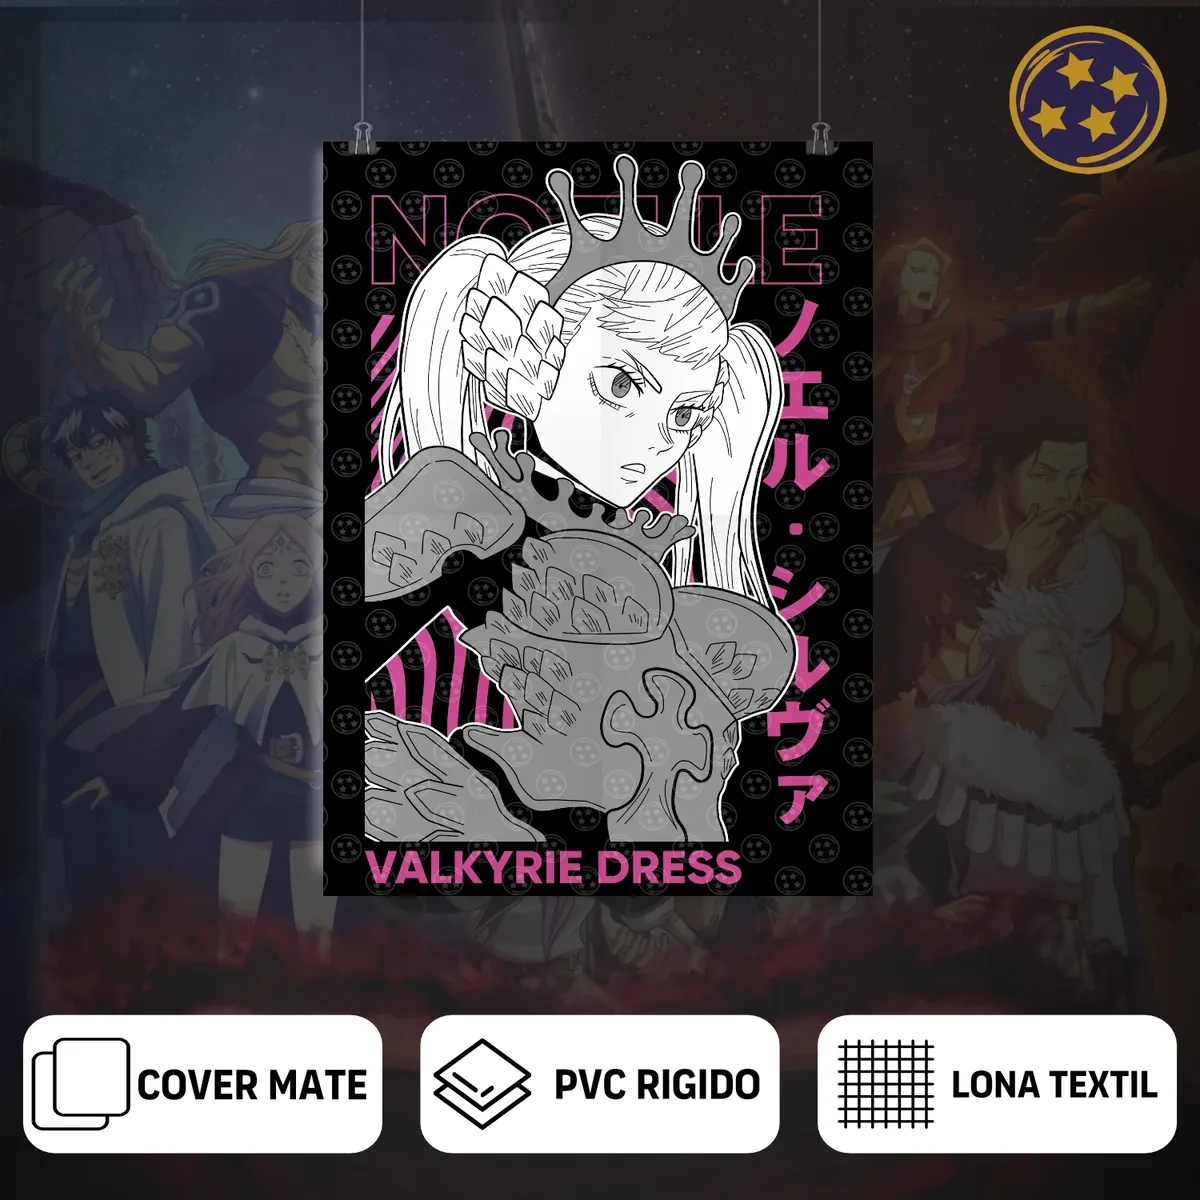 NOELLE
ノエル・シルヴァ
VALKYRIE DRESS
COVER MATE
PVC RIGIDO
LONA TEXTIL